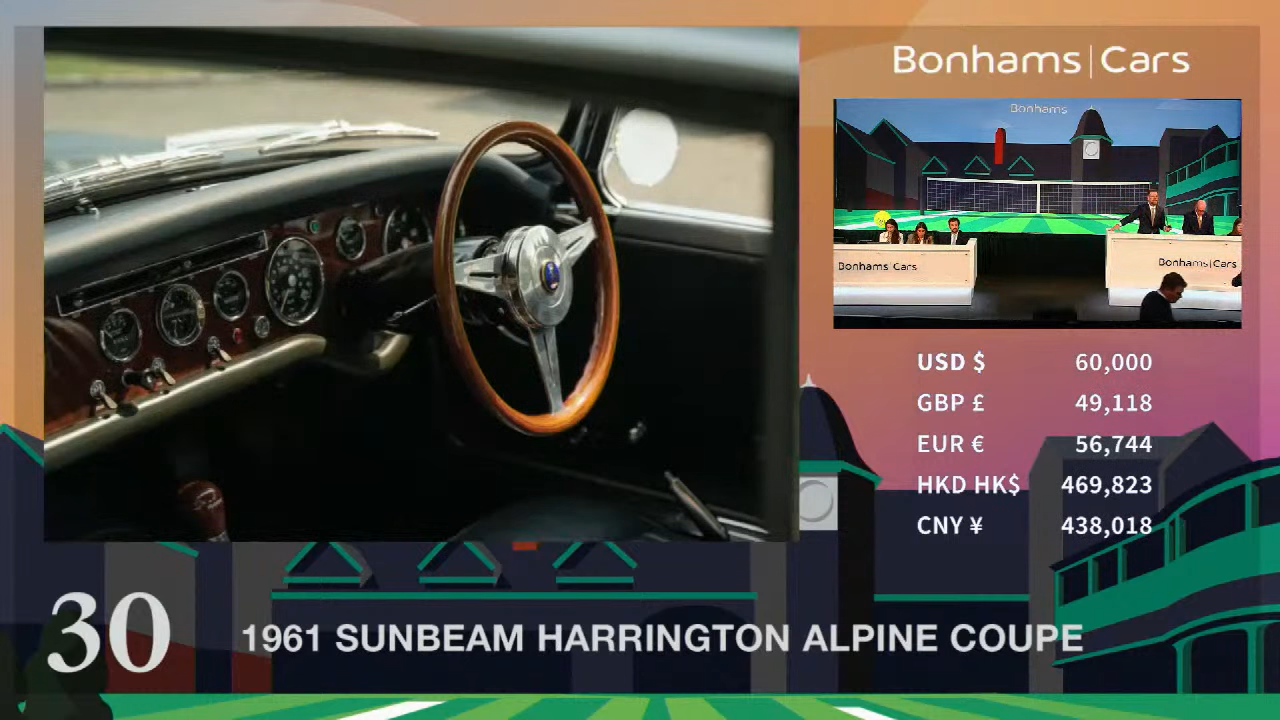 Bonhams|Cars
Bonhams
Bonhams|Cars
Bonhams|Cars
USD $ 60,000
GBP £ 49,118
EUR € 56,744
HKD HK$ 469,823
CNY ¥ 438,018
30 1961 SUNBEAM HARRINGTON ALPINE COUPE